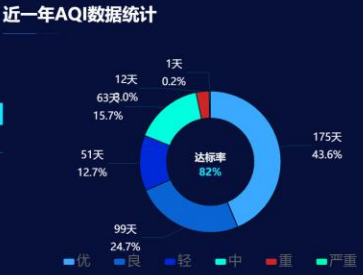 近一年AQI数据统计
1天
0.2%
12天
3.0%
63天
15.7%
175天
43.6%
51天
12.7%
达标率
82%
99天
24.7%
优 良 轻 中 重 严重